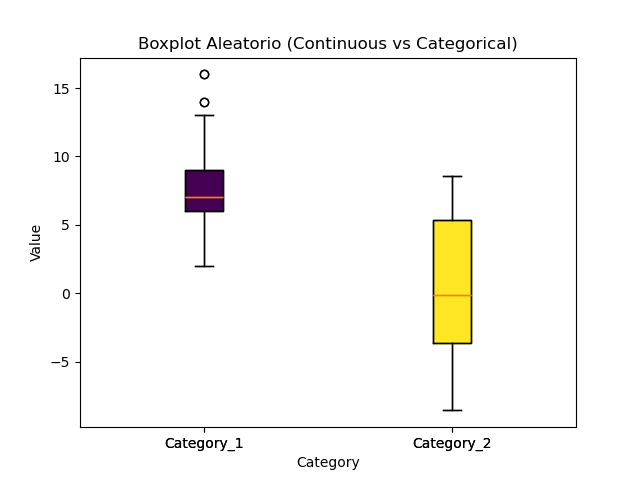 Boxplot Aleatorio (Continuous vs Categorical)
15
10
5
0
−5
Value
Category_1
Category_2
Category